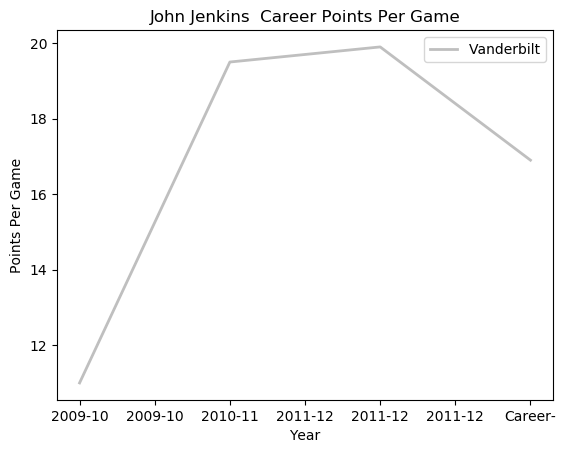 John Jenkins  Career Points Per Game
Vanderbilt
Points Per Game
20
18
16
14
12
2009-10 2009-10 2010-11 2011-12 2011-12 2011-12 Career-
Year